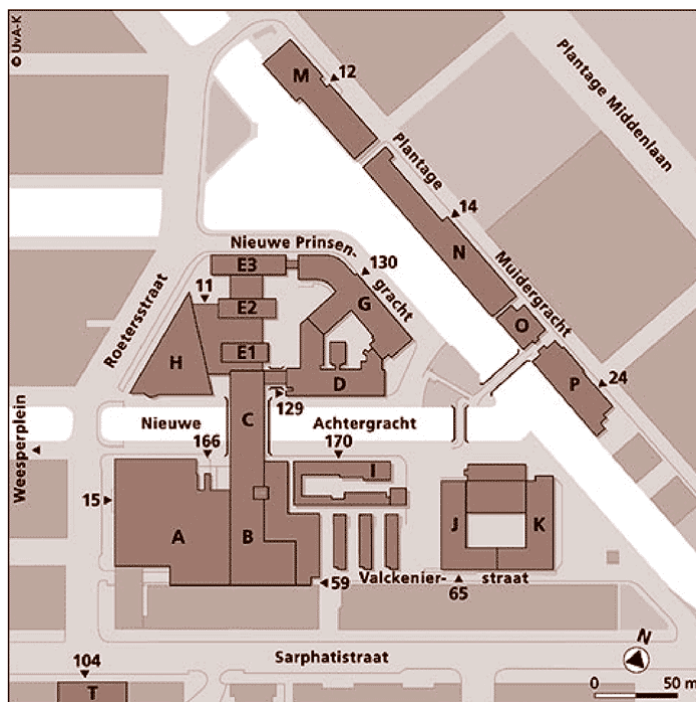 © UvA-K
M
12
Plantage Middenlaan
Plantage
14
N
Muidergracht
Nieuwe Prinsen-
gracht
130
E3
11
E2
G
Roetersstraat
O
E1
H
D
P
24
129
C
Nieuwe
Achtergracht
166
170
Weesperplein
I
15
A
B
J
K
59
Valckenier-
straat
65
N
Sarphatistraat
104
T
0
50 m